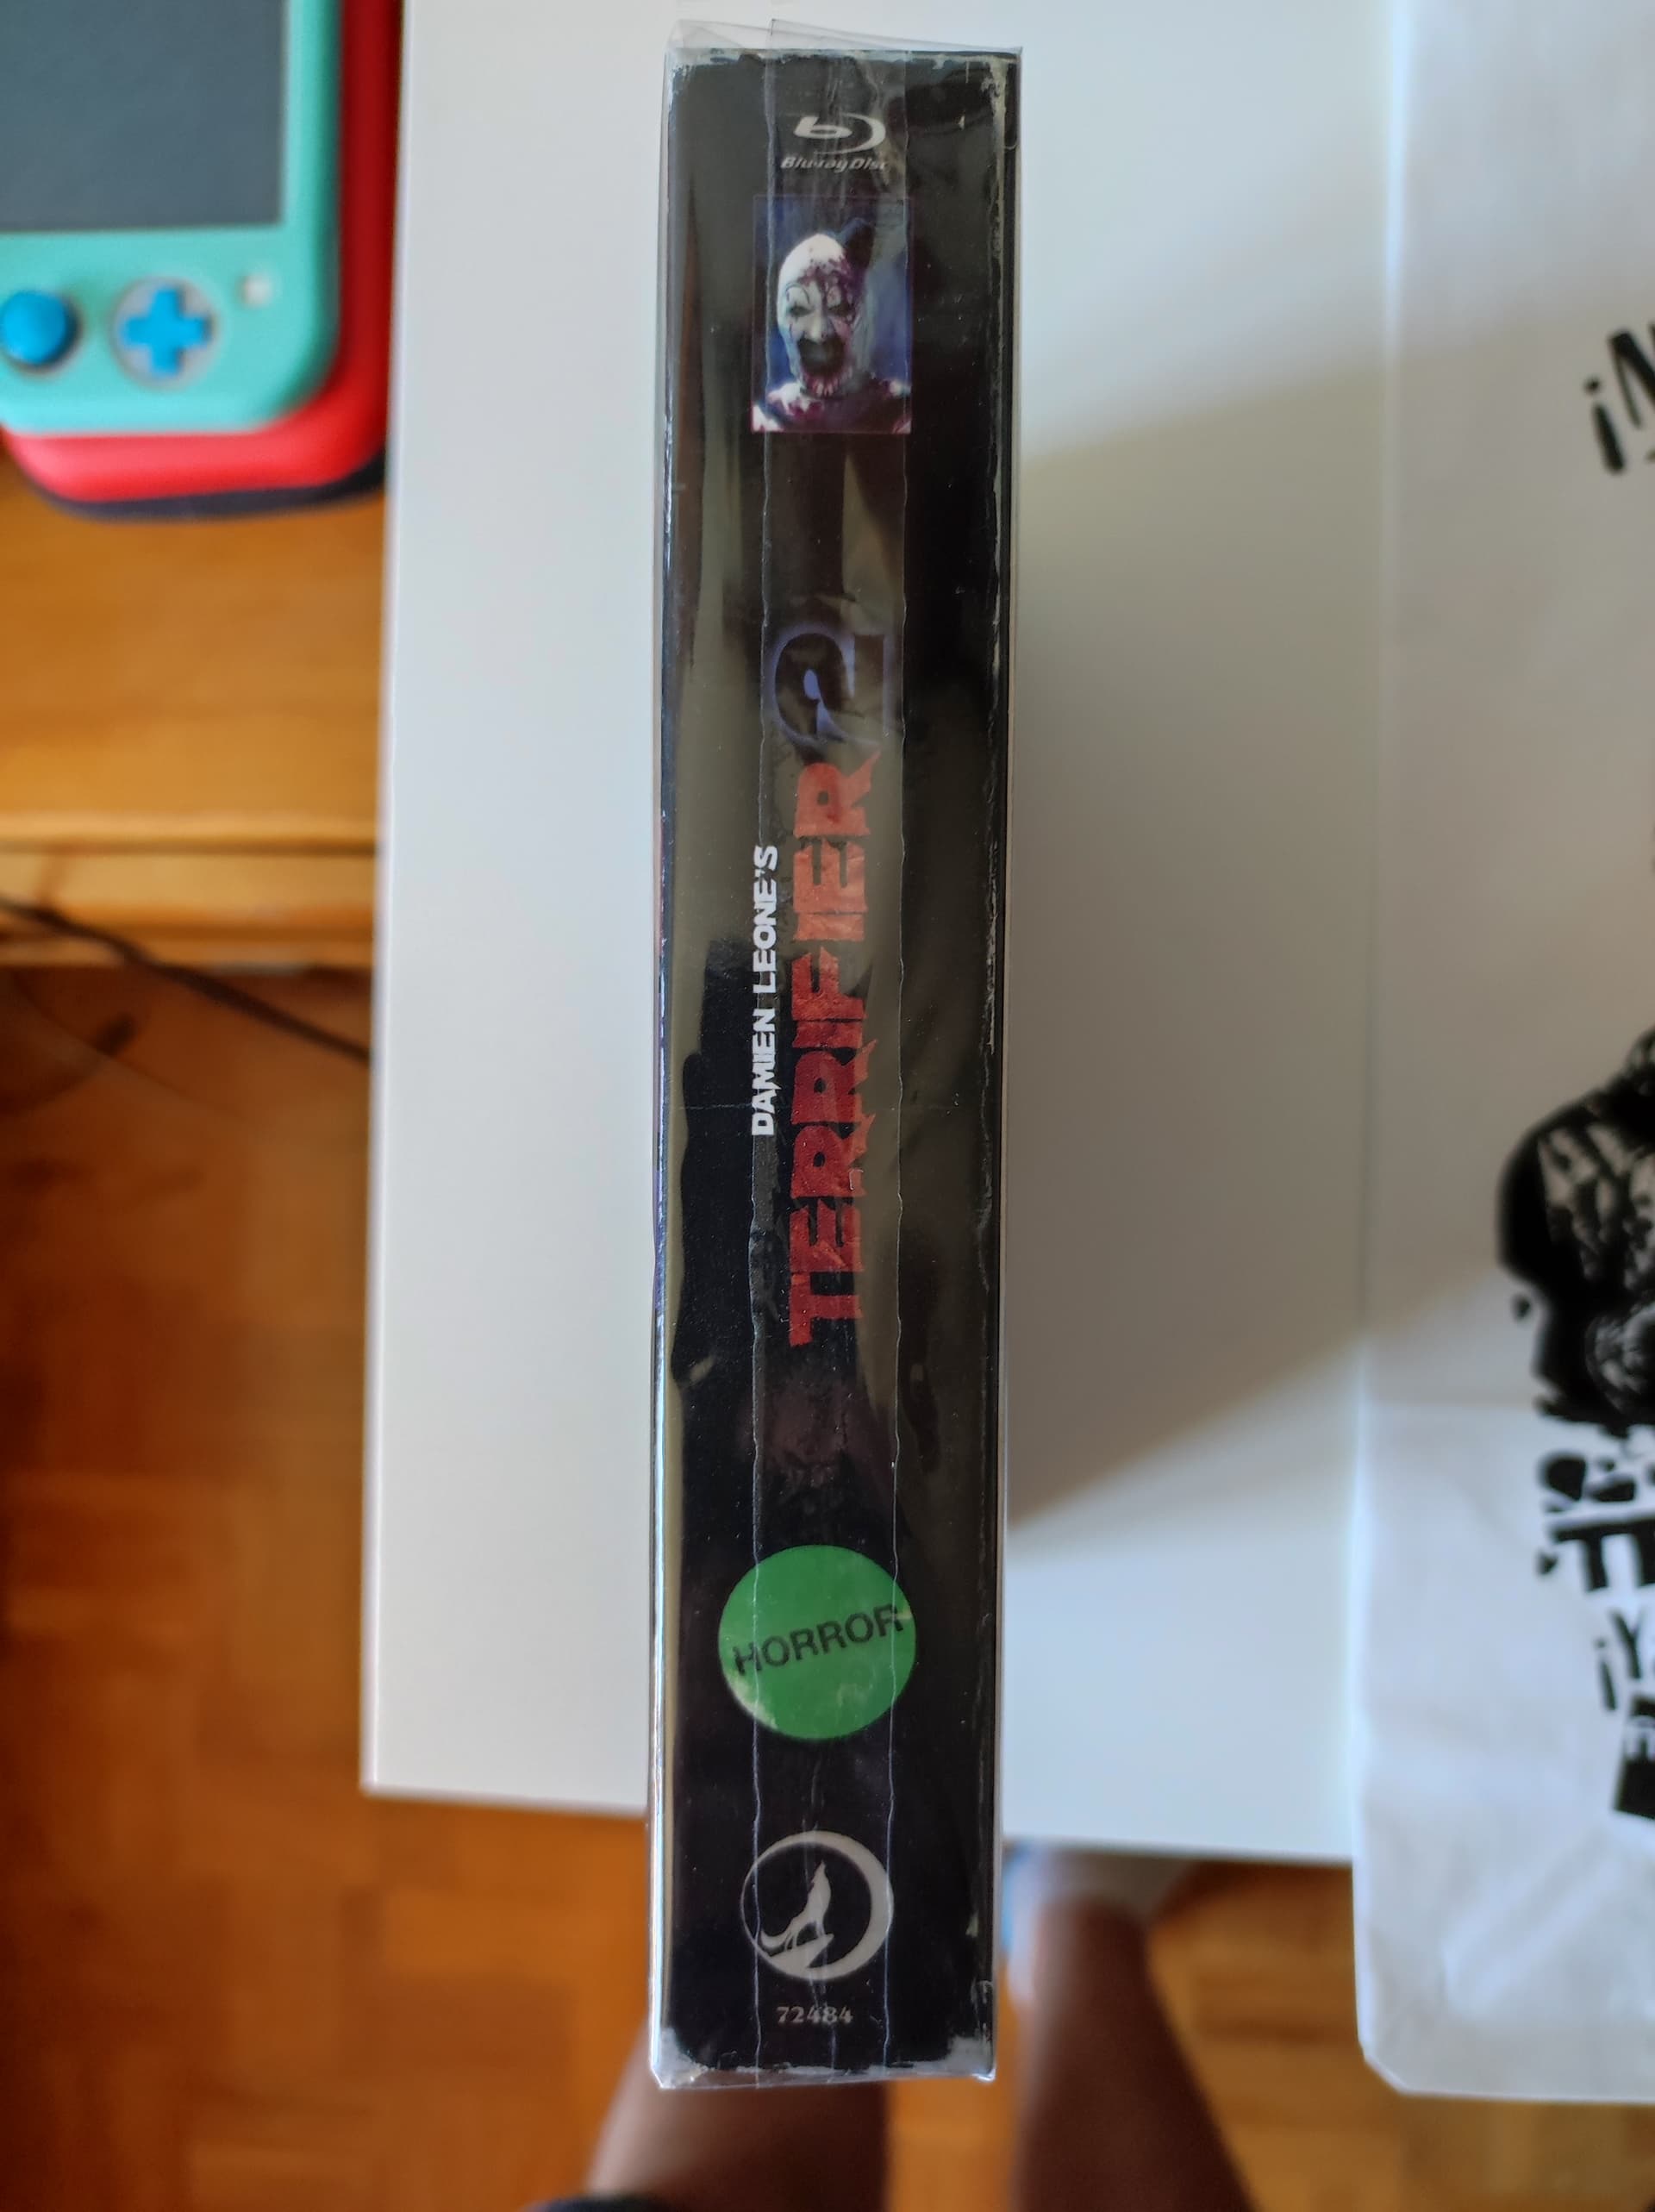 Blu-ray Disc
DAMIEN LEONE'S
TERRIFIER 2
HORROR
72484